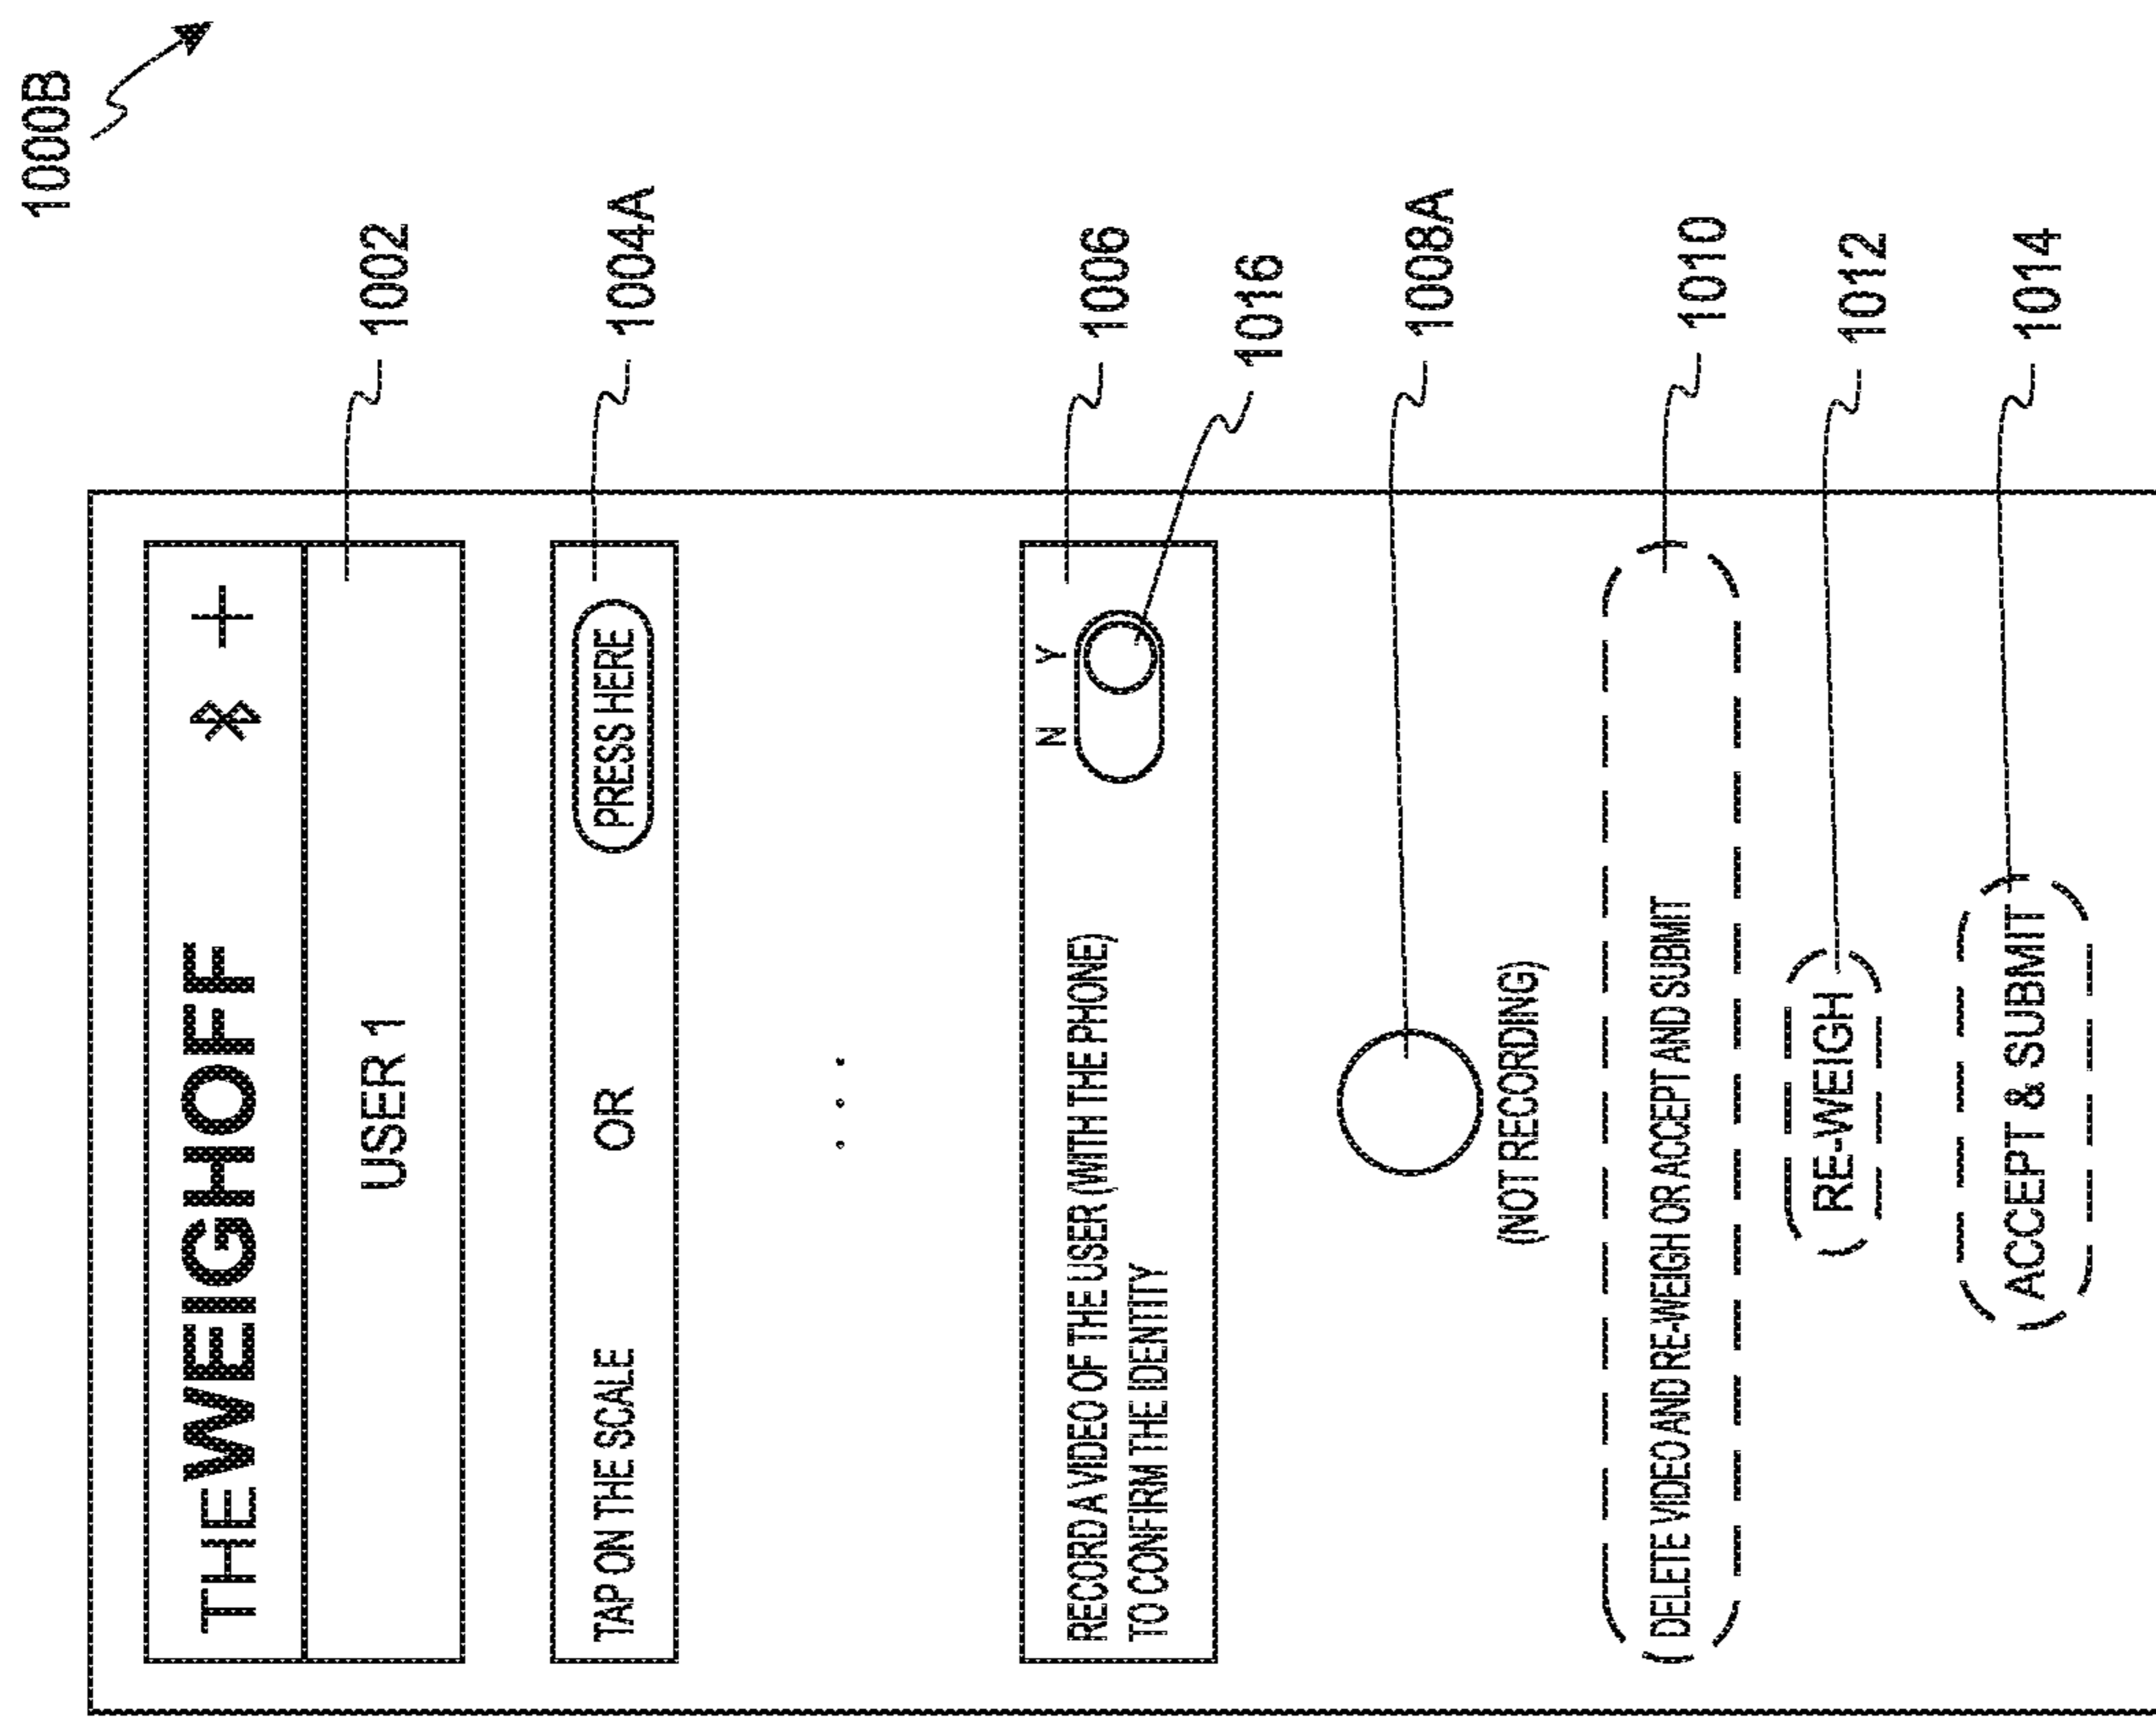 1000B
THE WEIGHOFF
USER 1
1002
TAP ON THE SCALE OR PRESS HERE
1004A
. . .
RECORD A VIDEO OF THE USER (WITH THE PHONE)
TO CONFIRM THE IDENTITY
N Y
1006
1016
1008A
(NOT RECORDING)
DELETE VIDEO AND RE-WEIGH OR ACCEPT AND SUBMIT
1010
RE-WEIGH
1012
ACCEPT & SUBMIT
1014